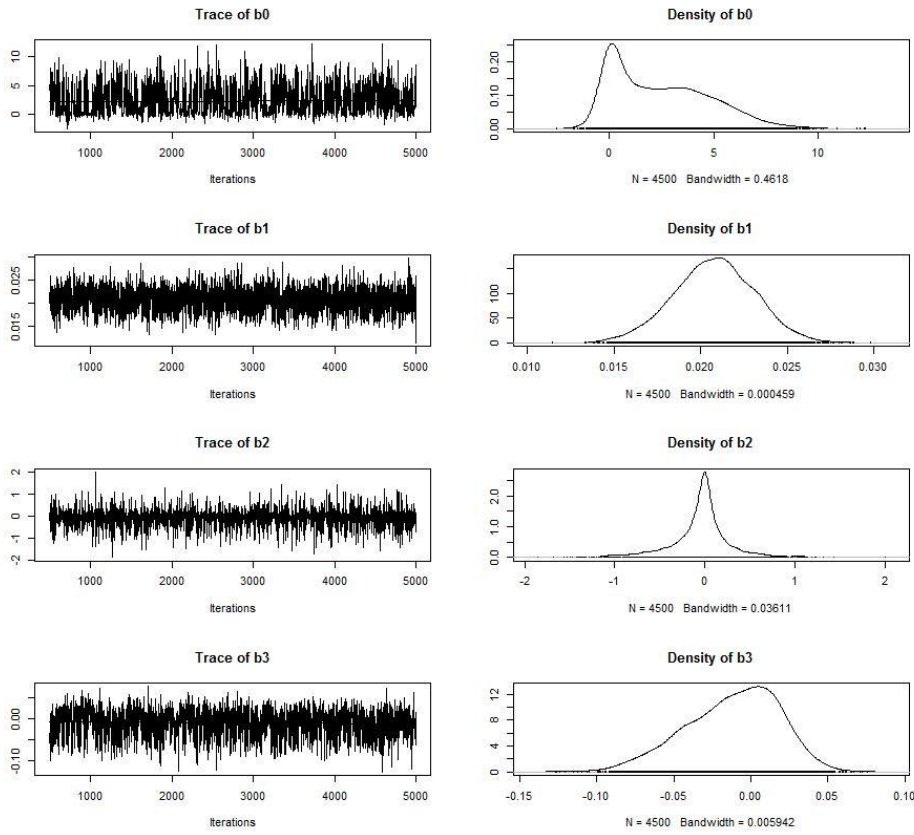 Trace of b0
Density of b0
0 5 10
1000 2000 3000 4000 5000
Iterations
0.00 0.10 0.20
0 5 10
N = 4500 Bandwidth = 0.4618
Trace of b1
Density of b1
0.015 0.025
1000 2000 3000 4000 5000
Iterations
0 50 100
0.010 0.015 0.020 0.025 0.030
N = 4500 Bandwidth = 0.000459
Trace of b2
Density of b2
-2 -1 0 1 2
1000 2000 3000 4000 5000
Iterations
0.0 1.0 2.0
-2 -1 0 1 2
N = 4500 Bandwidth = 0.03611
Trace of b3
Density of b3
-0.10 0.00
1000 2000 3000 4000 5000
Iterations
0 4 8 12
-0.15 -0.10 -0.05 0.00 0.05 0.10
N = 4500 Bandwidth = 0.005942